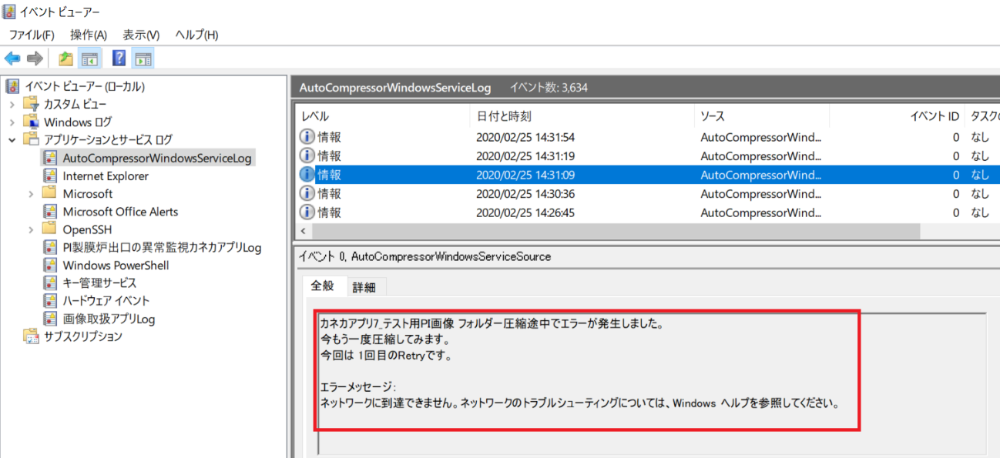 イベント ビューアー
ファイル(F) 操作(A) 表示(V) ヘルプ(H)
イベント ビューアー (ローカル)
カスタム ビュー
Windows ログ
アプリケーションとサービス ログ
AutoCompressorWindowsServiceLog
Internet Explorer
Microsoft
Microsoft Office Alerts
OpenSSH
PI製膜炉出口の異常監視カネカアプリLog
Windows PowerShell
キー管理サービス
ハードウェア イベント
画像取扱アプリLog
サブスクリプション
AutoCompressorWindowsServiceLog イベント数: 3,634
レベル 日付と時刻 ソース イベント ID タスクの
情報 2020/02/25 14:31:54 AutoCompressorWind... 0 なし
情報 2020/02/25 14:31:19 AutoCompressorWind... 0 なし
情報 2020/02/25 14:31:09 AutoCompressorWind... 0 なし
情報 2020/02/25 14:30:36 AutoCompressorWind... 0 なし
情報 2020/02/25 14:26:45 AutoCompressorWind... 0 なし
イベント 0, AutoCompressorWindowsServiceSource
全般 詳細
カネカアプリ7_テスト用PI画像 フォルダー圧縮途中でエラーが発生しました。
今もう一度圧縮してみます。
今回は 1回目のRetryです。
エラーメッセージ:
ネットワークに到達できません。ネットワークのトラブルシューティングについては、Windows ヘルプを参照してください。